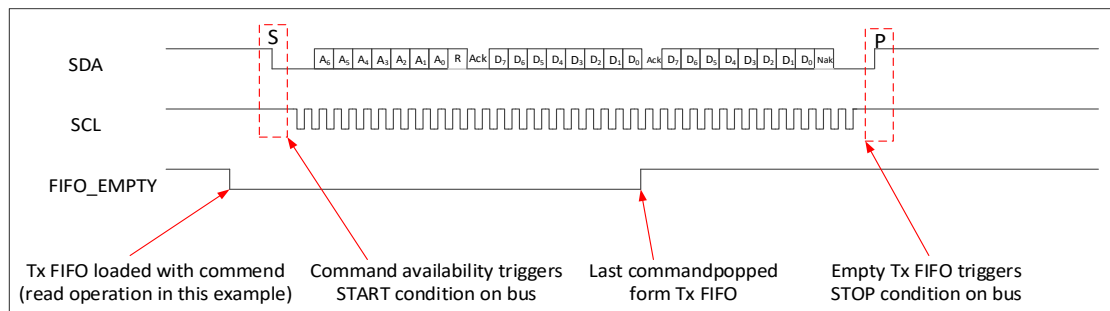 S
P
SDA
A6 A5 A4 A3 A2 A1 A0 R Ack D7 D6 D5 D4 D3 D2 D1 D0 Ack D7 D6 D5 D4 D3 D2 D1 D0 Nak
SCL
FIFO_EMPTY
Tx FIFO loaded with commend
(read operation in this example)
Command availability triggers
START condition on bus
Last commandpopped
form Tx FIFO
Empty Tx FIFO triggers
STOP condition on bus